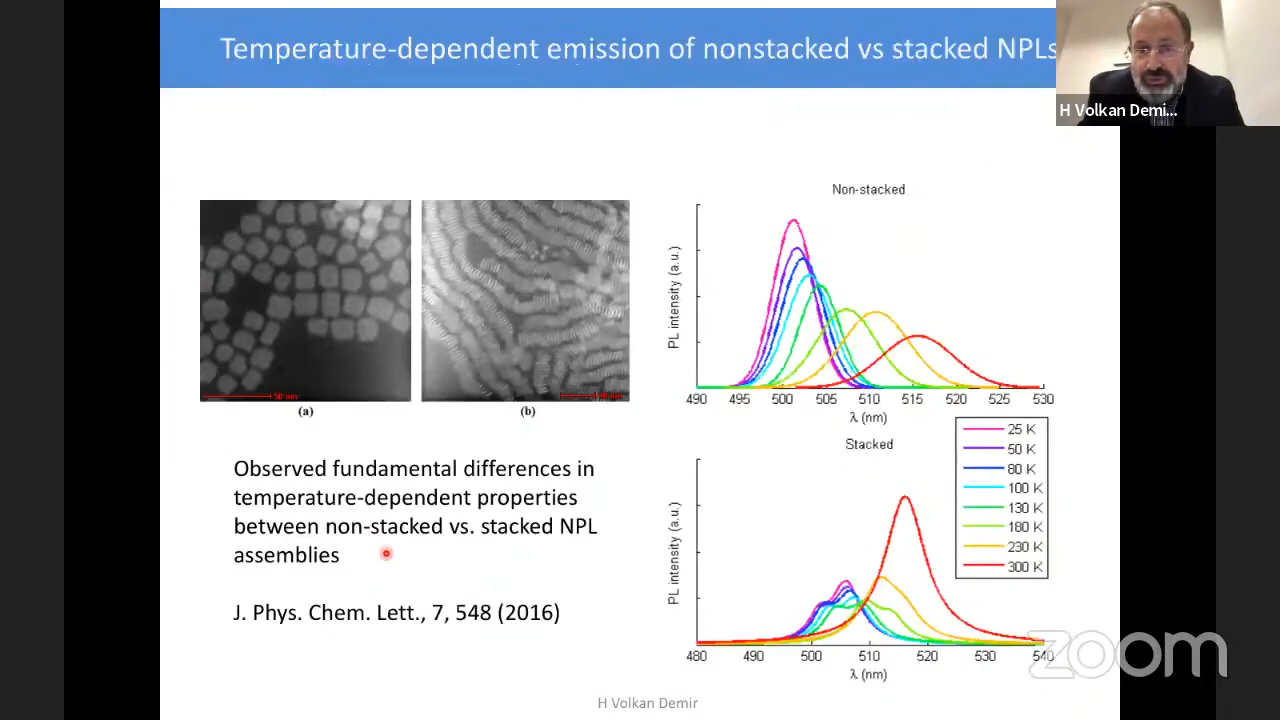 Temperature-dependent emission of nonstacked vs stacked NPLs
H Volkan Demi...
Non-stacked
PL intensity (a.u.)
490 495 500 505 510 515 520 525 530
λ (nm)
50 nm
(a)
(b)
Stacked
25 K
50 K
80 K
100 K
130 K
180 K
230 K
300 K
PL intensity (a.u.)
480 490 500 510 520 530 540
λ (nm)
Observed fundamental differences in
temperature-dependent properties
between non-stacked vs. stacked NPL
assemblies
J. Phys. Chem. Lett., 7, 548 (2016)
zoom
H Volkan Demir